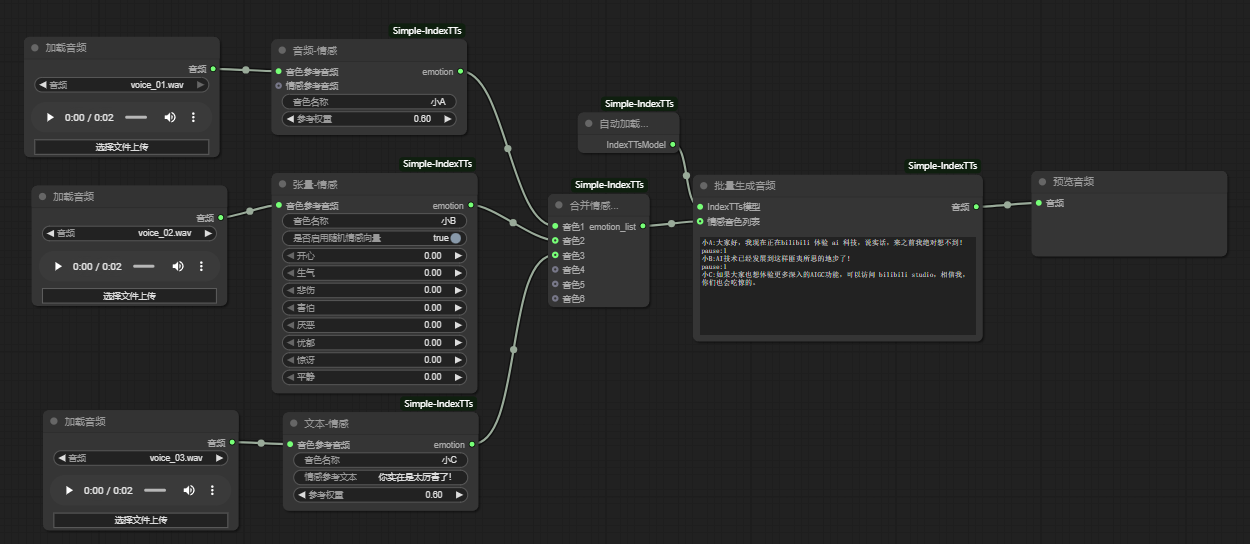 Simple-IndexTTs
加载音频
音频
音频 voice_01.wav
0:00 / 0:02
选择文件上传
音频-情感
音色参考音频 emotion
情感参考音频
音色名称 小A
参考权重 0.60
Simple-IndexTTs
加载音频
音频
音频 voice_02.wav
0:00 / 0:02
选择文件上传
张量-情感
音色参考音频 emotion
音色名称 小B
是否启用随机情感向量 true
开心 0.00
生气 0.00
悲伤 0.00
害怕 0.00
厌恶 0.00
忧郁 0.00
惊讶 0.00
平静 0.00
Simple-IndexTTs
加载音频
音频
音频 voice_03.wav
0:00 / 0:02
选择文件上传
文本-情感
音色参考音频 emotion
音色名称 小C
情感参考文本 你实在是太厉害了!
参考权重 0.60
Simple-IndexTTs
自动加载...
IndexTTsModel
Simple-IndexTTs
合并情感...
音色1 emotion_list
音色2
音色3
音色4
音色5
音色6
Simple-IndexTTs
批量生成音频
IndexTTs模型 音频
情感音色列表
小A:大家好，我现在正在bilibili 体验 ai 科技，说实话，来之前我绝对想不到！
pause:1
小B:AI技术已经发展到这样匪夷所思的地步了！
pause:1
小C:如果大家也想体验更多深入的AIGC功能，可以访问 bilibili studio，相信我，
你们也会吃惊的。
预览音频
音频